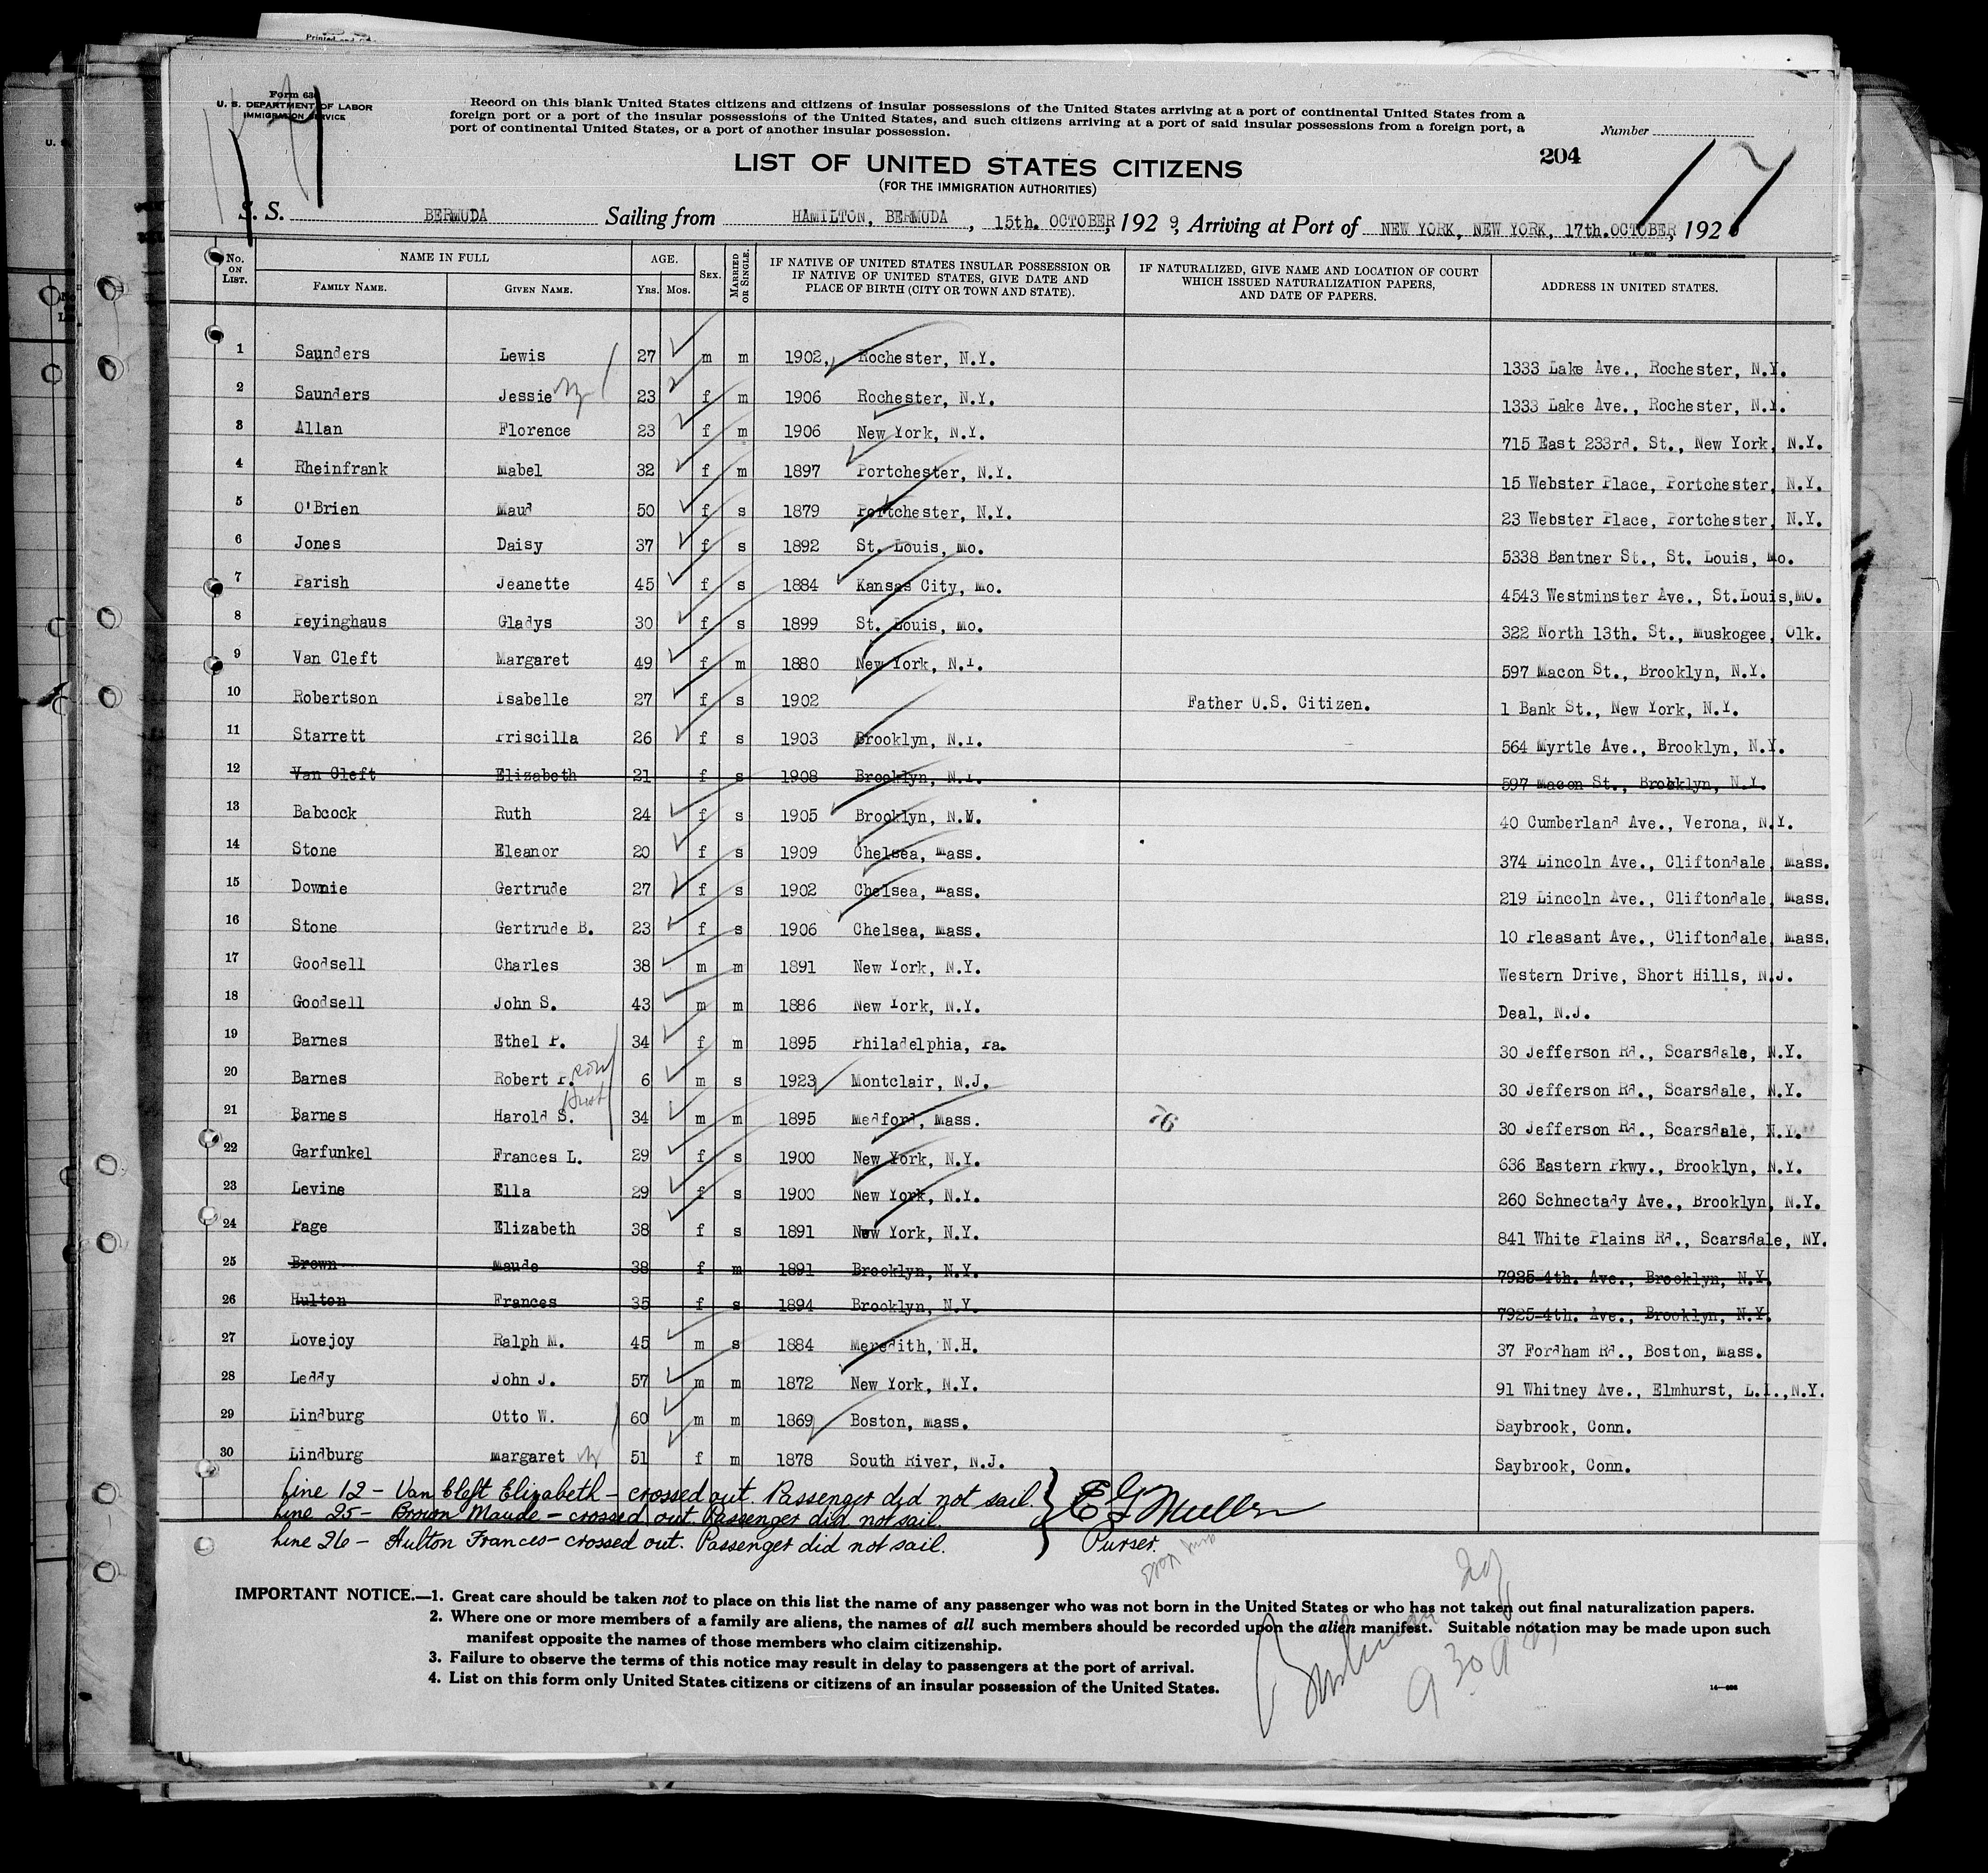 Form 630
U. S. DEPARTMENT OF LABOR
IMMIGRATION SERVICE
Record on this blank United States citizens and citizens of insular possessions of the United States arriving at a port of continental United States from a
foreign port or a port of the insular possessions of the United States, and such citizens arriving at a port of said insular possessions from a foreign port, a
port of continental United States, or a port of another insular possession.
Number
204
17
LIST OF UNITED STATES CITIZENS
(FOR THE IMMIGRATION AUTHORITIES)
S. S. BERMUDA Sailing from HAMILTON, BERMUDA, 15th. OCTOBER, 1929, Arriving at Port of NEW YORK, NEW YORK, 17th.OCTOBER, 192
No. ON LIST. NAME IN FULL FAMILY NAME. GIVEN NAME. AGE. YRS. MOS. SEX. MARRIED OR SINGLE. IF NATIVE OF UNITED STATES INSULAR POSSESSION OR IF NATIVE OF UNITED STATES, GIVE DATE AND PLACE OF BIRTH (CITY OR TOWN AND STATE). IF NATURALIZED, GIVE NAME AND LOCATION OF COURT WHICH ISSUED NATURALIZATION PAPERS, AND DATE OF PAPERS. ADDRESS IN UNITED STATES.
1 Saunders Lewis 27 m m 1902, Rochester, N.Y. 1333 Lake Ave., Rochester, N.Y.
2 Saunders Jessie 23 f m 1906 Rochester, N.Y. 1333 Lake Ave., Rochester, N.Y.
3 Allan Florence 23 f m 1906 New York, N.Y. 715 East 233rd. St., New York, N.Y.
4 Rheinfrank Mabel 32 f m 1897 Portchester, N.Y. 15 Webster Place, Portchester, N.Y.
5 O'Brien Maud 50 f s 1879 Portchester, N.Y. 23 Webster Place, Portchester, N.Y.
6 Jones Daisy 37 f s 1892 St. Louis, Mo. 5338 Bantner St., St. Louis, Mo.
7 Parish Jeanette 45 f s 1884 Kansas City, Mo. 4543 Westminster Ave., St.Louis,MO.
8 Peyinghaus Gladys 30 f s 1899 St. Louis, Mo. 322 North 13th. St., Muskogee, Olk.
9 Van Cleft Margaret 49 f m 1880 New York, N.Y. 597 Macon St., Brooklyn, N.Y.
10 Robertson Isabelle 27 f s 1902 Father U.S. Citizen. 1 Bank St., New York, N.Y.
11 Starrett Priscilla 26 f s 1903 Brooklyn, N.Y. 564 Myrtle Ave., Brooklyn, N.Y.
12 Van Cleft Elizabeth 21 f s 1908 Brooklyn, N.Y. 597 Macon St., Brooklyn, N.Y.
13 Babcock Ruth 24 f s 1905 Brooklyn, N.Y. 40 Cumberland Ave., Verona, N.Y.
14 Stone Eleanor 20 f s 1909 Chelsea, Mass. 374 Lincoln Ave., Cliftondale, Mass.
15 Downie Gertrude 27 f s 1902 Chelsea, Mass. 219 Lincoln Ave., Cliftondale, Mass.
16 Stone Gertrude B. 23 f s 1906 Chelsea, Mass. 10 Pleasant Ave., Cliftondale, Mass.
17 Goodsell Charles 38 m m 1891 New York, N.Y. Western Drive, Short Hills, N.J.
18 Goodsell John S. 43 m m 1886 New York, N.Y. Deal, N.J.
19 Barnes Ethel P. 34 f m 1895 Philadelphia, Pa. 30 Jefferson Rd., Scarsdale, N.Y.
20 Barnes Robert P. son 6 m s 1923 Montclair, N.J. 30 Jefferson Rd., Scarsdale, N.Y.
21 Barnes Harold S. Hust 34 m m 1895 Medford, Mass. 76 30 Jefferson Rd., Scarsdale, N.Y.
22 Garfunkel Frances L. 29 f s 1900 New York, N.Y. 636 Eastern Pkwy., Brooklyn, N.Y.
23 Levine Ella 29 f s 1900 New York, N.Y. 260 Schnectady Ave., Brooklyn, N.Y.
24 Page Elizabeth 38 f s 1891 New York, N.Y. 841 White Plains Rd., Scarsdale, NY.
25 Brown Maude 38 f m 1891 Brooklyn, N.Y. 7925-4th. Ave., Brooklyn, N.Y.
26 Hulton Frances 35 f s 1894 Brooklyn, N.Y. 7925-4th. Ave., Brooklyn, N.Y.
27 Lovejoy Ralph M. 45 m s 1884 Meredith, N.H. 37 Fordham Rd., Boston, Mass.
28 Leddy John J. 57 m m 1872 New York, N.Y. 91 Whitney Ave., Elmhurst, L.I.,N.Y.
29 Lindburg Otto W. 60 m m 1869 Boston, Mass. Saybrook, Conn.
30 Lindburg Margaret 51 f m 1878 South River, N.J. Saybrook, Conn.
Line 12 - Van Cleft Elizabeth - crossed out. Passenger did not sail.
Line 25 - Brown Maude - crossed out. Passenger did not sail.
Line 26 - Hulton Frances - crossed out. Passenger did not sail.
E G Mullen
Purser.
IMPORTANT NOTICE.—1. Great care should be taken not to place on this list the name of any passenger who was not born in the United States or who has not taken out final naturalization papers.
2. Where one or more members of a family are aliens, the names of all such members should be recorded upon the alien manifest. Suitable notation may be made upon such
manifest opposite the names of those members who claim citizenship.
3. Failure to observe the terms of this notice may result in delay to passengers at the port of arrival.
4. List on this form only United States citizens or citizens of an insular possession of the United States.